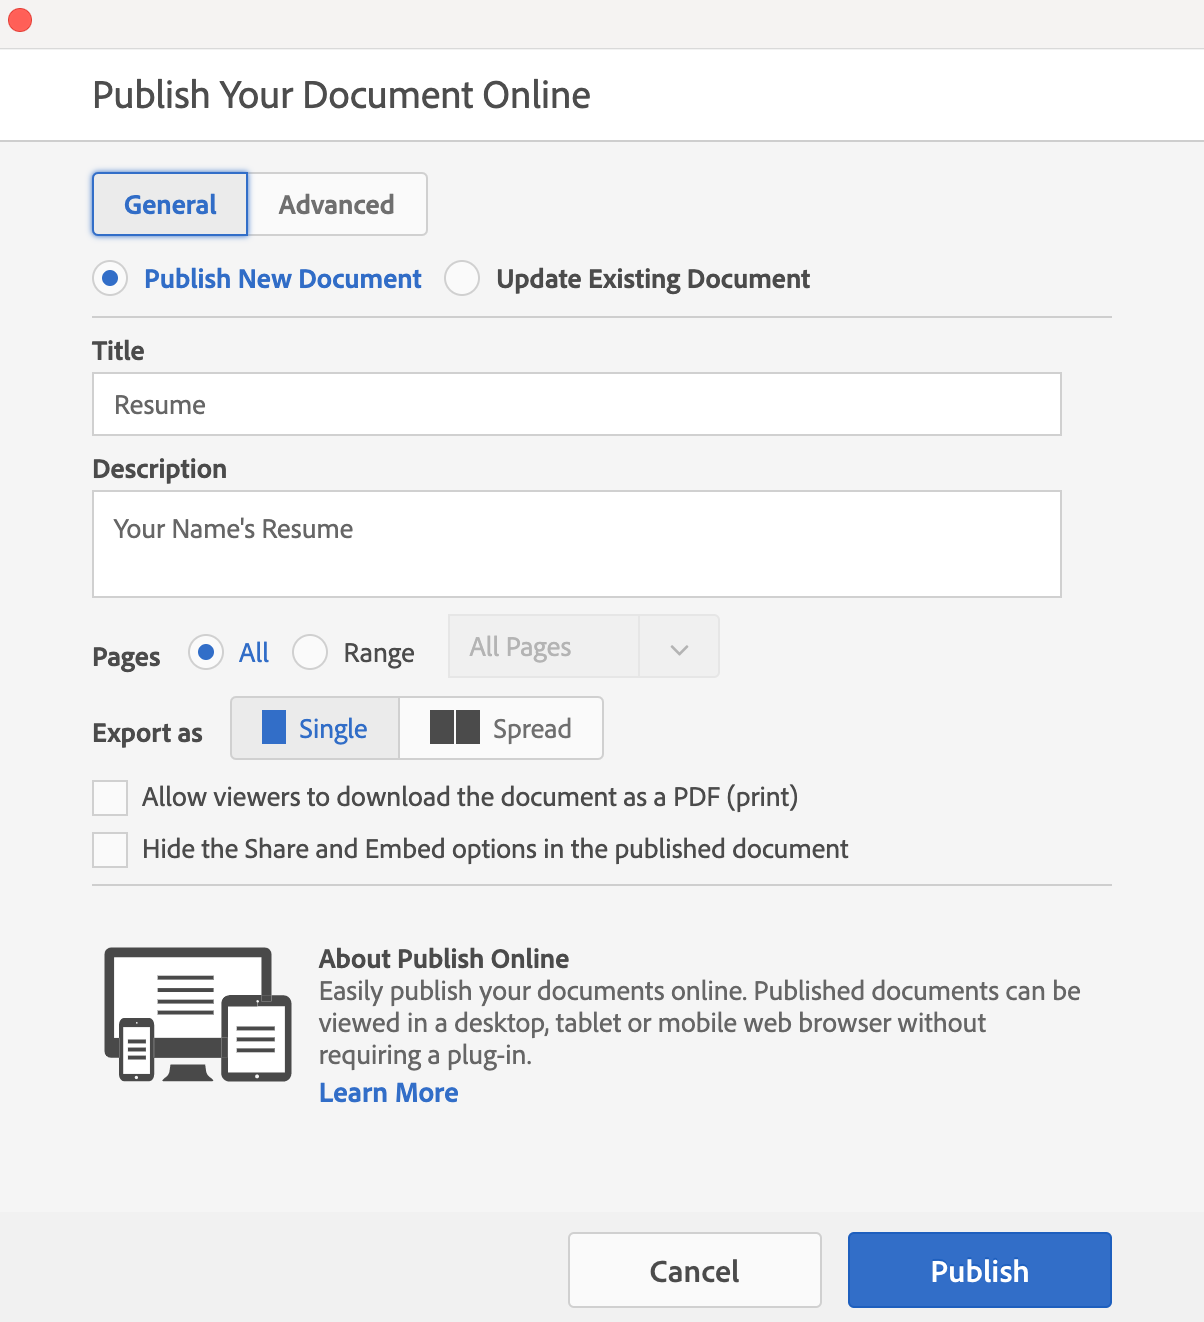 Publish Your Document Online
General Advanced
Publish New Document Update Existing Document
Title
Resume
Description
Your Name's Resume
Pages All Range All Pages
Export as Single Spread
Allow viewers to download the document as a PDF (print)
Hide the Share and Embed options in the published document
About Publish Online
Easily publish your documents online. Published documents can be
viewed in a desktop, tablet or mobile web browser without
requiring a plug-in.
Learn More
Cancel Publish